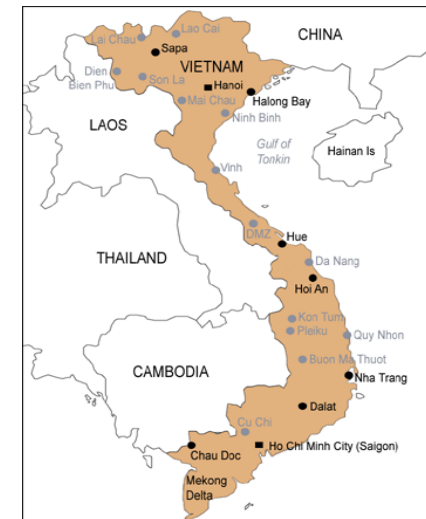 Lao Cai
CHINA
Lai Chau
Sapa
VIETNAM
Dien
Bien Phu
Son La
Hanoi
Mai Chau
Halong Bay
Ninh Binh
LAOS
Gulf of
Tonkin
Hainan Is
Vinh
DMZ
Hue
THAILAND
Da Nang
Hoi An
Kon Tum
Pleiku
Quy Nhon
Buon Ma Thuot
CAMBODIA
Nha Trang
Dalat
Cu Chi
Ho Chi Minh City (Saigon)
Chau Doc
Mekong
Delta